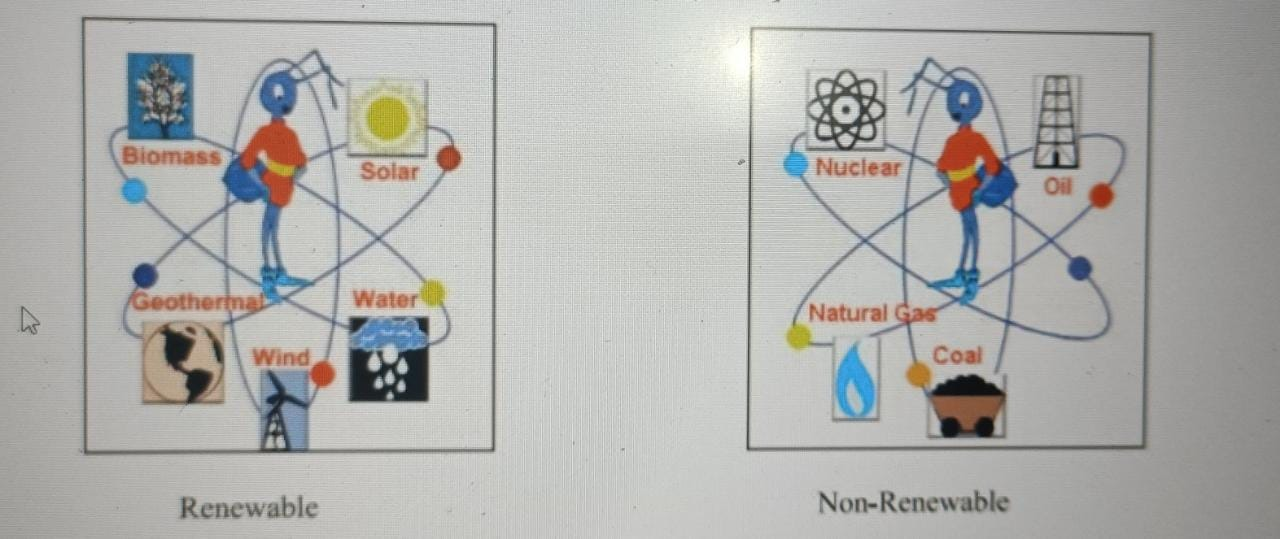 Biomass
Solar
Geothermal
Water
Wind
Renewable
Nuclear
Oil
Natural Gas
Coal
Non-Renewable